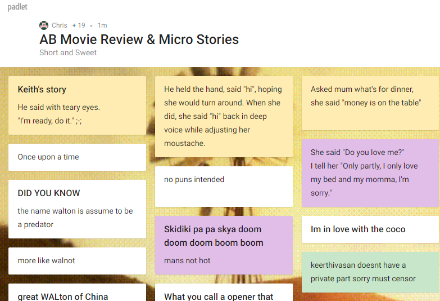 padlet
Chris +19 • 1m
AB Movie Review & Micro Stories
Short and Sweet
Keith's story
He said with teary eyes.
"I'm ready, do it." ; ;
Once upon a time
DID YOU KNOW
the name walton is assume to be
a predator
more like walnot
great WALton of China
He held the hand, said "hi", hoping
she would turn around. When she
did, she said "hi" back in deep
voice while adjusting her
moustache.
no puns intended
Skidiki pa pa skya doom
doom doom boom boom
mans not hot
What you call a opener that
Asked mum what's for dinner,
she said "money is on the table"
She said "Do you love me?"
I tell her "Only partly, I only love
my bed and my momma, I'm
sorry."
Im in love with the coco
keerthivasan doesnt have a
private part sorry must censor